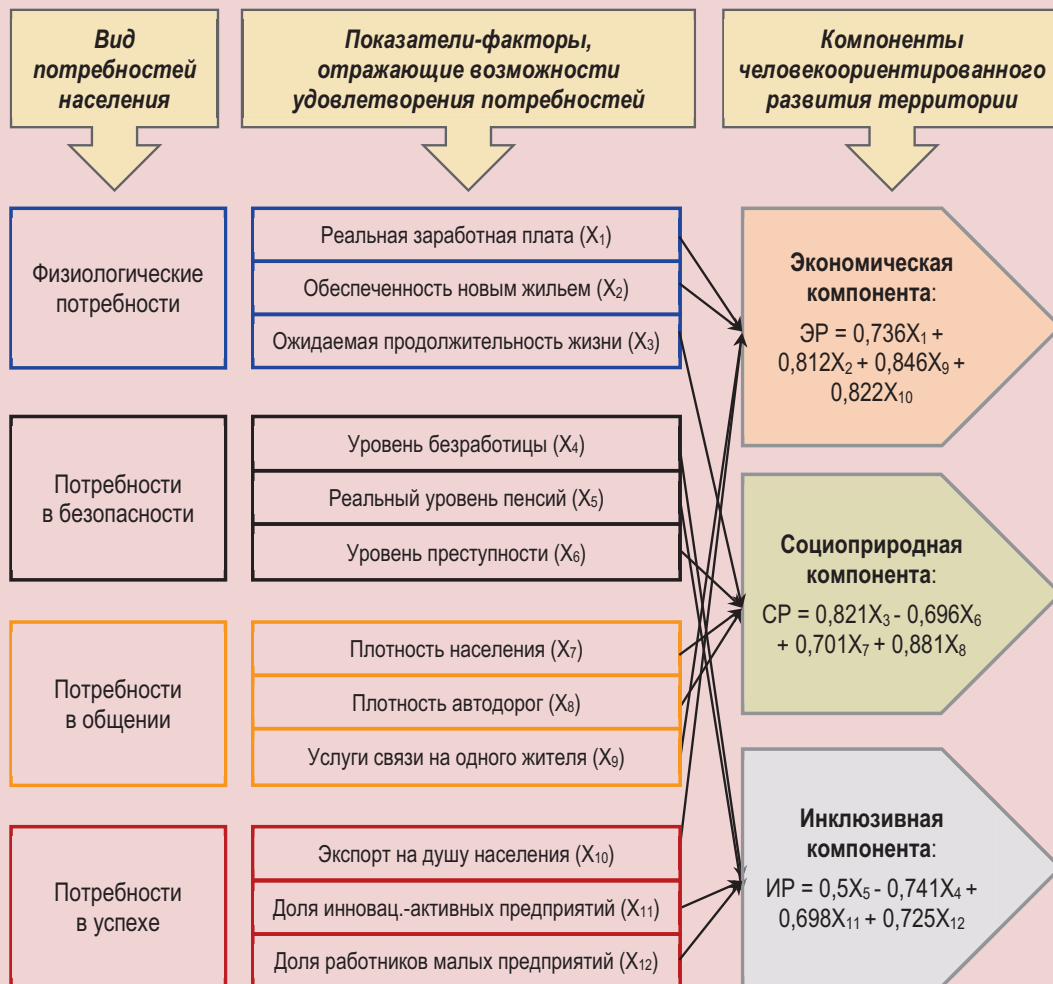 Вид
потребностей
населения
Показатели-факторы,
отражающие возможности
удовлетворения потребностей
Компоненты
человекоориентированного
развития территории
Физиологические
потребности
Реальная заработная плата (X₁)
Обеспеченность новым жильем (X₂)
Ожидаемая продолжительность жизни (X₃)
Экономическая
компонента:
ЭР = 0,736X₁ +
0,812X₂ + 0,846X₉ +
0,822X₁₀
Потребности
в безопасности
Уровень безработицы (X₄)
Реальный уровень пенсий (X₅)
Уровень преступности (X₆)
Социоприродная
компонента:
СР = 0,821X₃ - 0,696X₆
+ 0,701X₇ + 0,881X₈
Потребности
в общении
Плотность населения (X₇)
Плотность автодорог (X₈)
Услуги связи на одного жителя (X₉)
Потребности
в успехе
Экспорт на душу населения (X₁₀)
Доля инновац.-активных предприятий (X₁₁)
Доля работников малых предприятий (X₁₂)
Инклюзивная
компонента:
ИР = 0,5X₅ - 0,741X₄ +
0,698X₁₁ + 0,725X₁₂